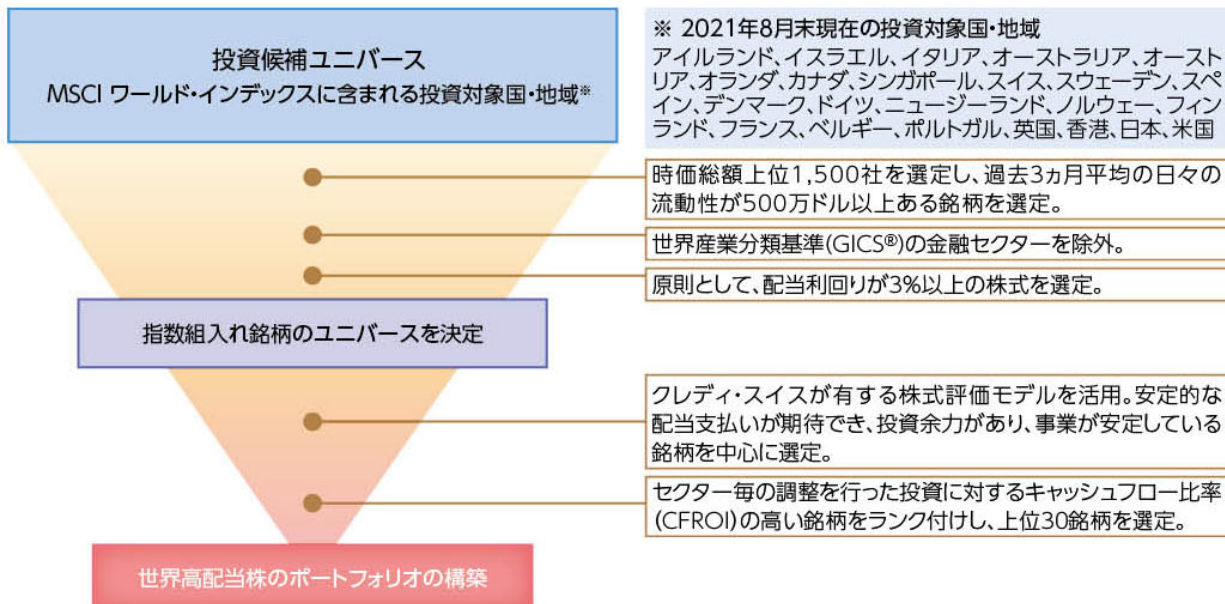 投資候補ユニバース
MSCI ワールド・インデックスに含まれる投資対象国・地域※
※ 2021年8月末現在の投資対象国・地域
アイルランド、イスラエル、イタリア、オーストラリア、オースト
リア、オランダ、カナダ、シンガポール、スイス、スウェーデン、スペ
イン、デンマーク、ドイツ、ニュージーランド、ノルウェー、フィン
ランド、フランス、ベルギー、ポルトガル、英国、香港、日本、米国
時価総額上位1,500社を選定し、過去3ヵ月平均の日々の
流動性が500万ドル以上ある銘柄を選定。
世界産業分類基準(GICS®)の金融セクターを除外。
原則として、配当利回りが3%以上の株式を選定。
指数組入れ銘柄のユニバースを決定
クレディ・スイスが有する株式評価モデルを活用。安定的な
配当支払いが期待でき、投資余力があり、事業が安定している
銘柄を中心に選定。
セクター毎の調整を行った投資に対するキャッシュフロー比率
(CFROI)の高い銘柄をランク付けし、上位30銘柄を選定。
世界高配当株のポートフォリオの構築